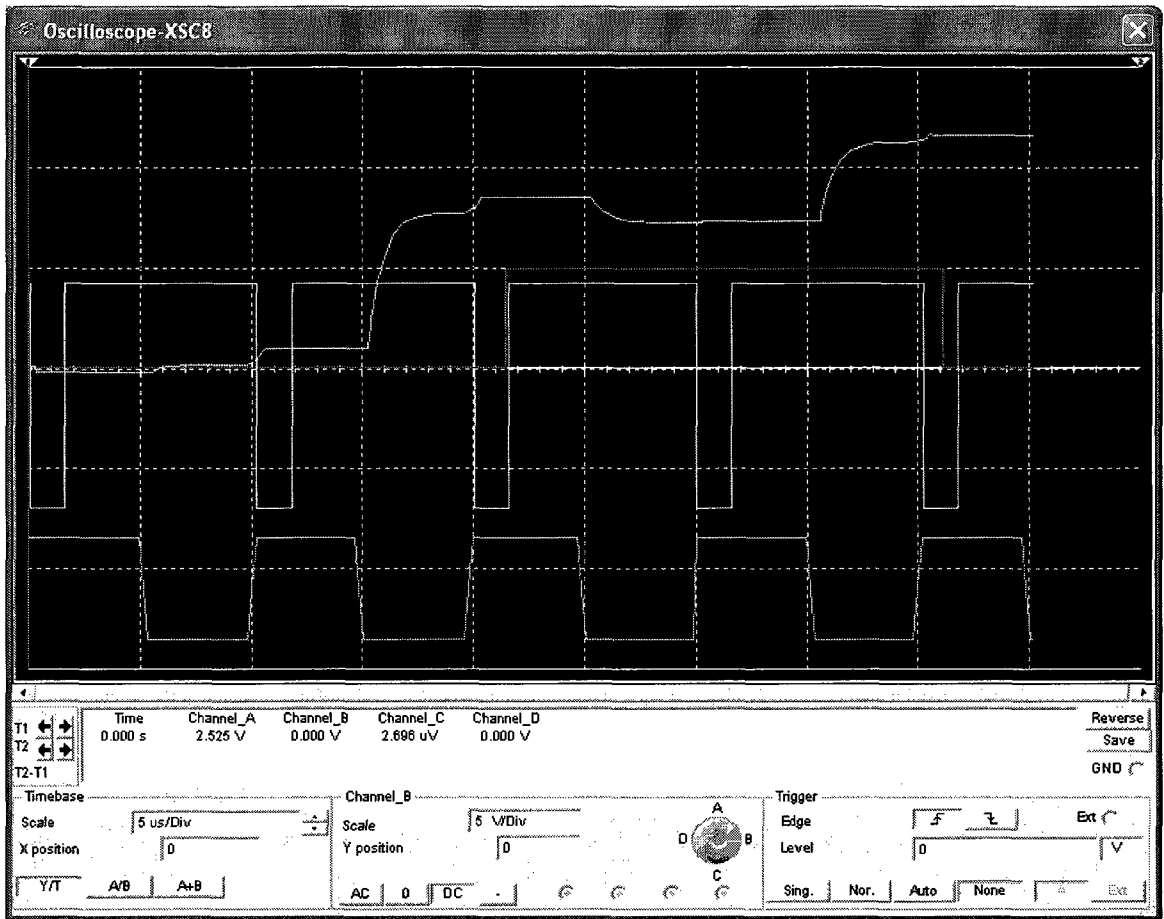 Oscilloscope-XSC8
Time Channel_A Channel_B Channel_C Channel_D
T1 0.000 s 2.525 V 0.000 V 2.696 uV 0.000 V
T2
T2-T1
Reverse
Save
GND
Timebase
Scale 5 us/Div
X position 0
Y/T A/B A+B
Channel_B
Scale 5 V/Div
Y position 0
AC 0 DC -
A
B
C
D
Trigger
Edge Ext
Level 0 V
Sing. Nor. Auto None A Ext